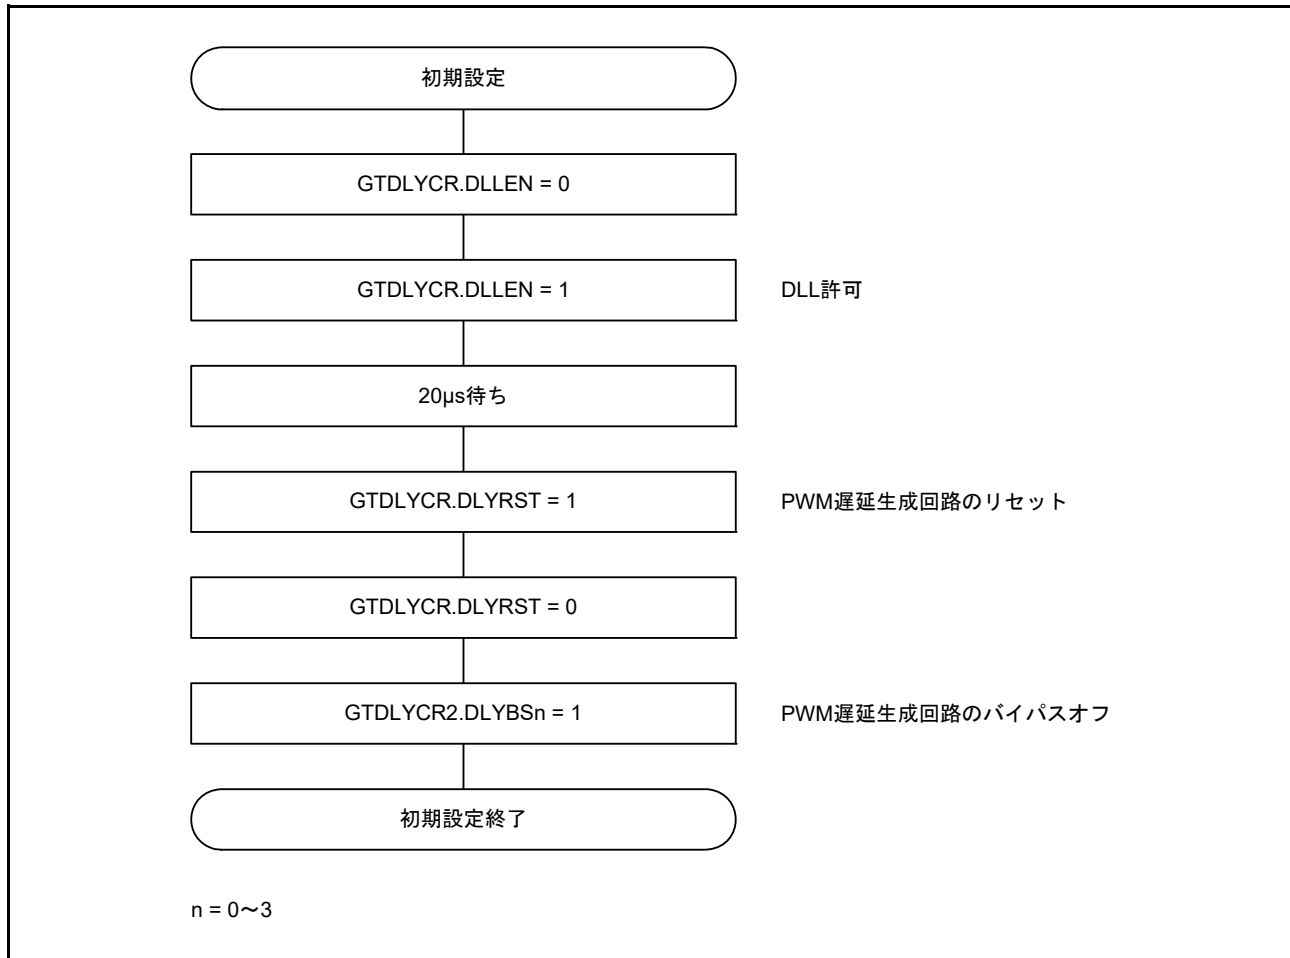 初期設定
GTDLYCR.DLLEN = 0
GTDLYCR.DLLEN = 1
DLL許可
20µs待ち
GTDLYCR.DLYRST = 1
PWM遅延生成回路のリセット
GTDLYCR.DLYRST = 0
GTDLYCR2.DLYBSn = 1
PWM遅延生成回路のバイパスオフ
初期設定終了
n = 0〜3